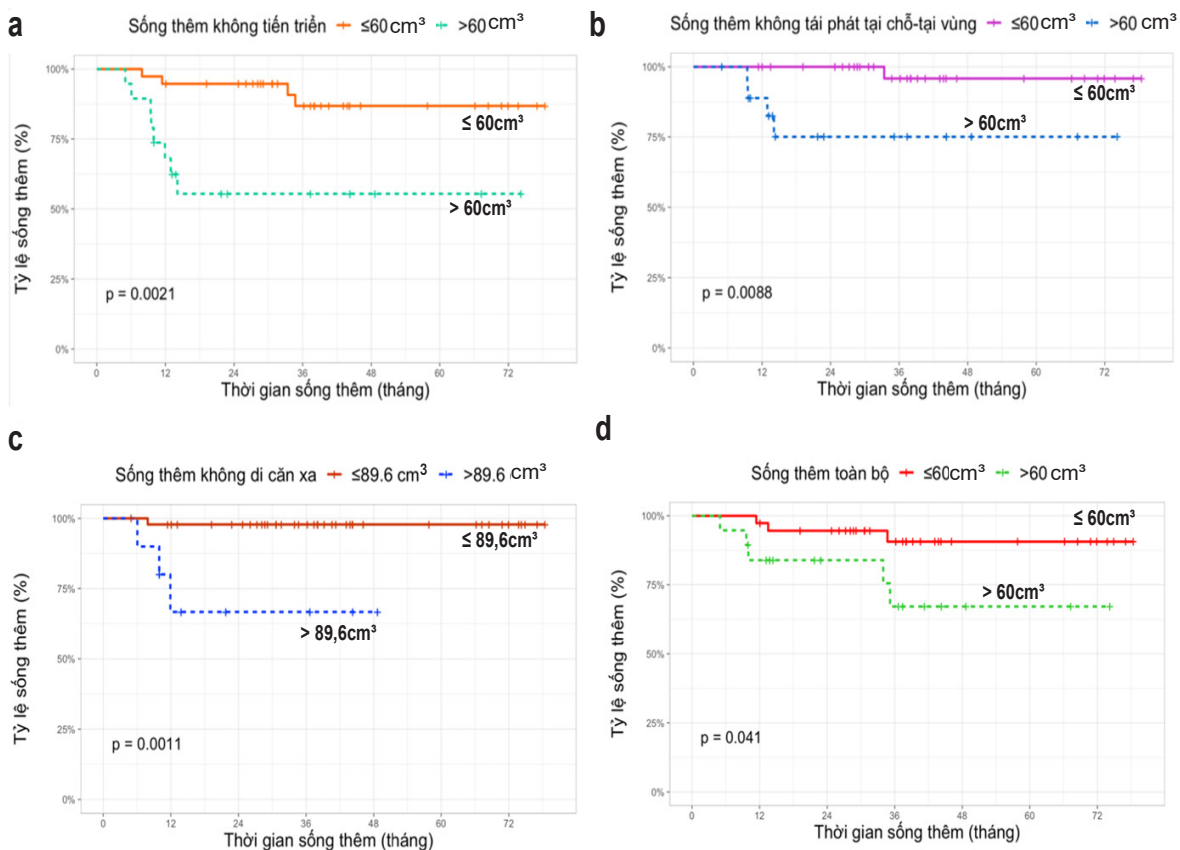 a
Sống thêm không tiến triển ≤60cm³ >60cm³
100%
75%
50%
25%
0%
Tỷ lệ sống thêm (%)
≤ 60cm³
> 60cm³
p = 0.0021
0 12 24 36 48 60 72
Thời gian sống thêm (tháng)
b
Sống thêm không tái phát tại chỗ-tại vùng ≤60cm³ >60cm³
100%
75%
50%
25%
0%
Tỷ lệ sống thêm (%)
≤ 60cm³
> 60cm³
p = 0.0088
0 12 24 36 48 60 72
Thời gian sống thêm (tháng)
c
Sống thêm không di căn xa ≤89.6 cm³ >89.6 cm³
100%
75%
50%
25%
0%
Tỷ lệ sống thêm (%)
≤ 89,6cm³
> 89,6cm³
p = 0.0011
0 12 24 36 48 60 72
Thời gian sống thêm (tháng)
d
Sống thêm toàn bộ ≤60cm³ >60 cm³
100%
75%
50%
25%
0%
Tỷ lệ sống thêm (%)
≤ 60cm³
> 60cm³
p = 0.041
0 12 24 36 48 60 72
Thời gian sống thêm (tháng)